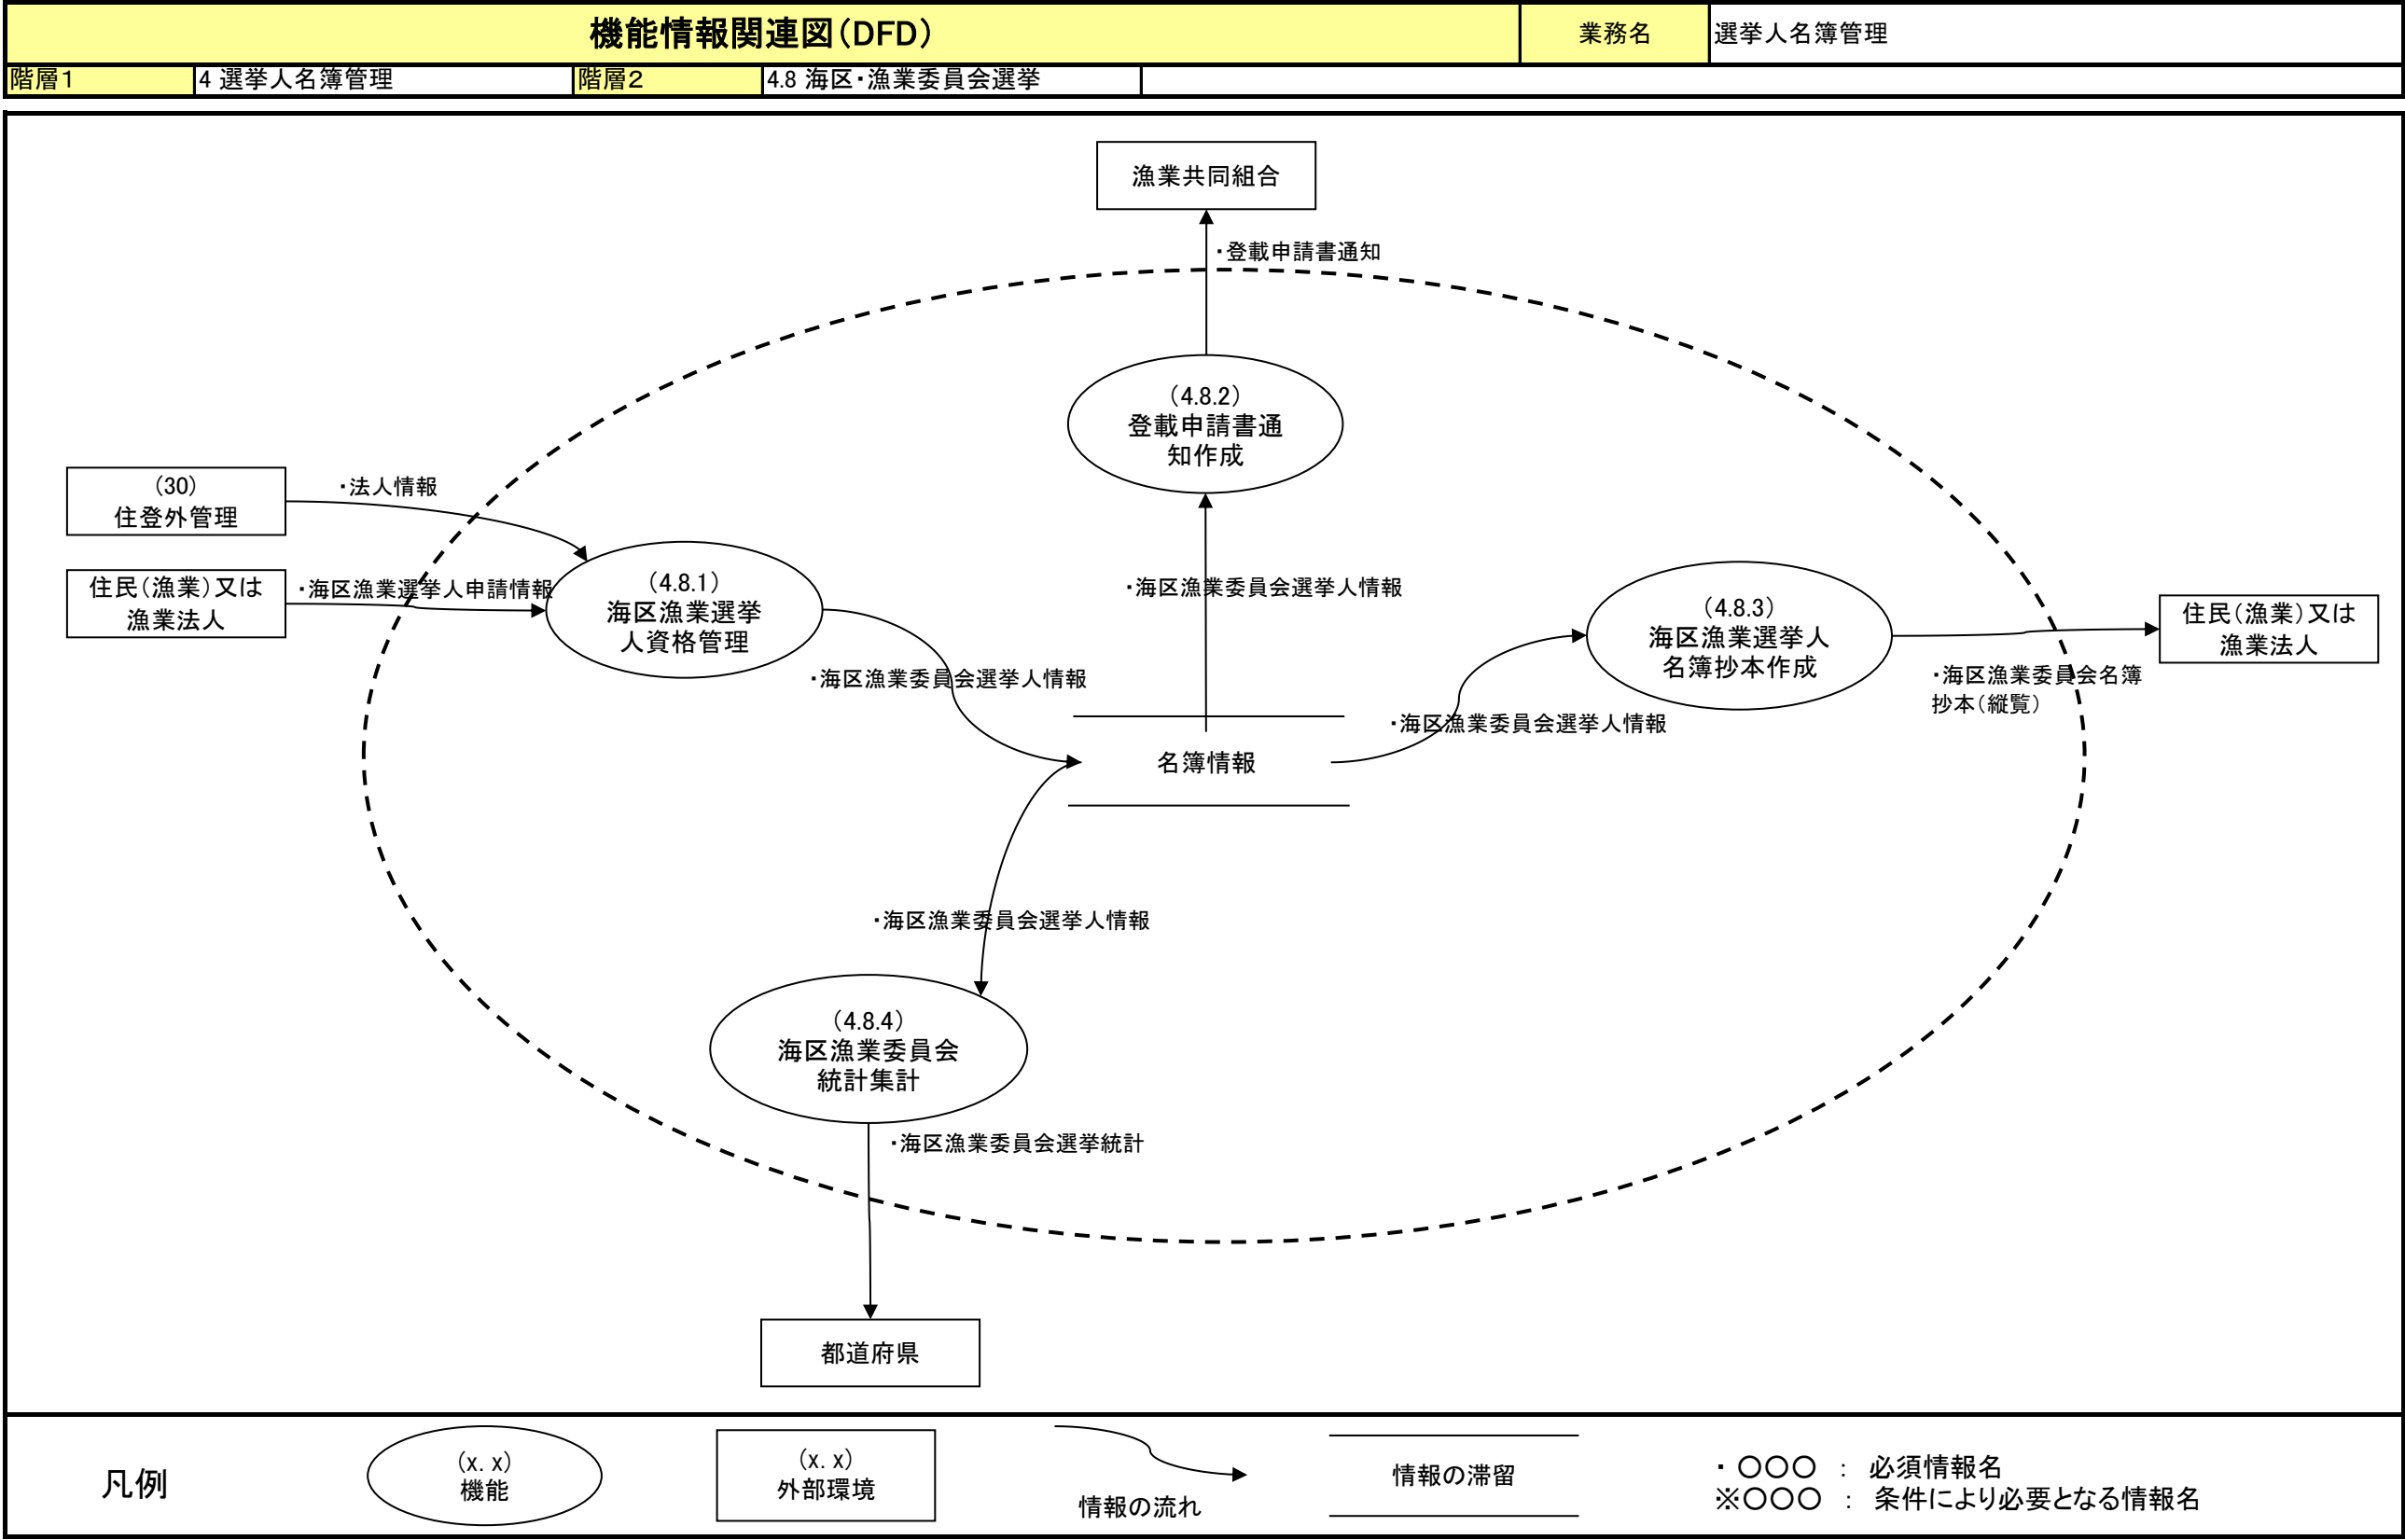 機能情報関連図（DFD）
業務名
選挙人名簿管理
階層１
4 選挙人名簿管理
階層２
4.8 海区・漁業委員会選挙
漁業共同組合
・登載申請書通知
（4.8.2）
登載申請書通
知作成
（30）
住登外管理
・法人情報
住民（漁業）又は
漁業法人
・海区漁業選挙人申請情報
（4.8.1）
海区漁業選挙
人資格管理
・海区漁業委員会選挙人情報
・海区漁業委員会選挙人情報
（4.8.3）
海区漁業選挙人
名簿抄本作成
住民（漁業）又は
漁業法人
・海区漁業委員会名簿
抄本（縦覧）
・海区漁業委員会選挙人情報
名簿情報
・海区漁業委員会選挙人情報
（4.8.4）
海区漁業委員会
統計集計
・海区漁業委員会選挙統計
都道府県
凡例
（x. x）
機能
（x. x）
外部環境
情報の流れ
情報の滞留
・ 〇〇〇 ： 必須情報名
※〇〇〇 ： 条件により必要となる情報名